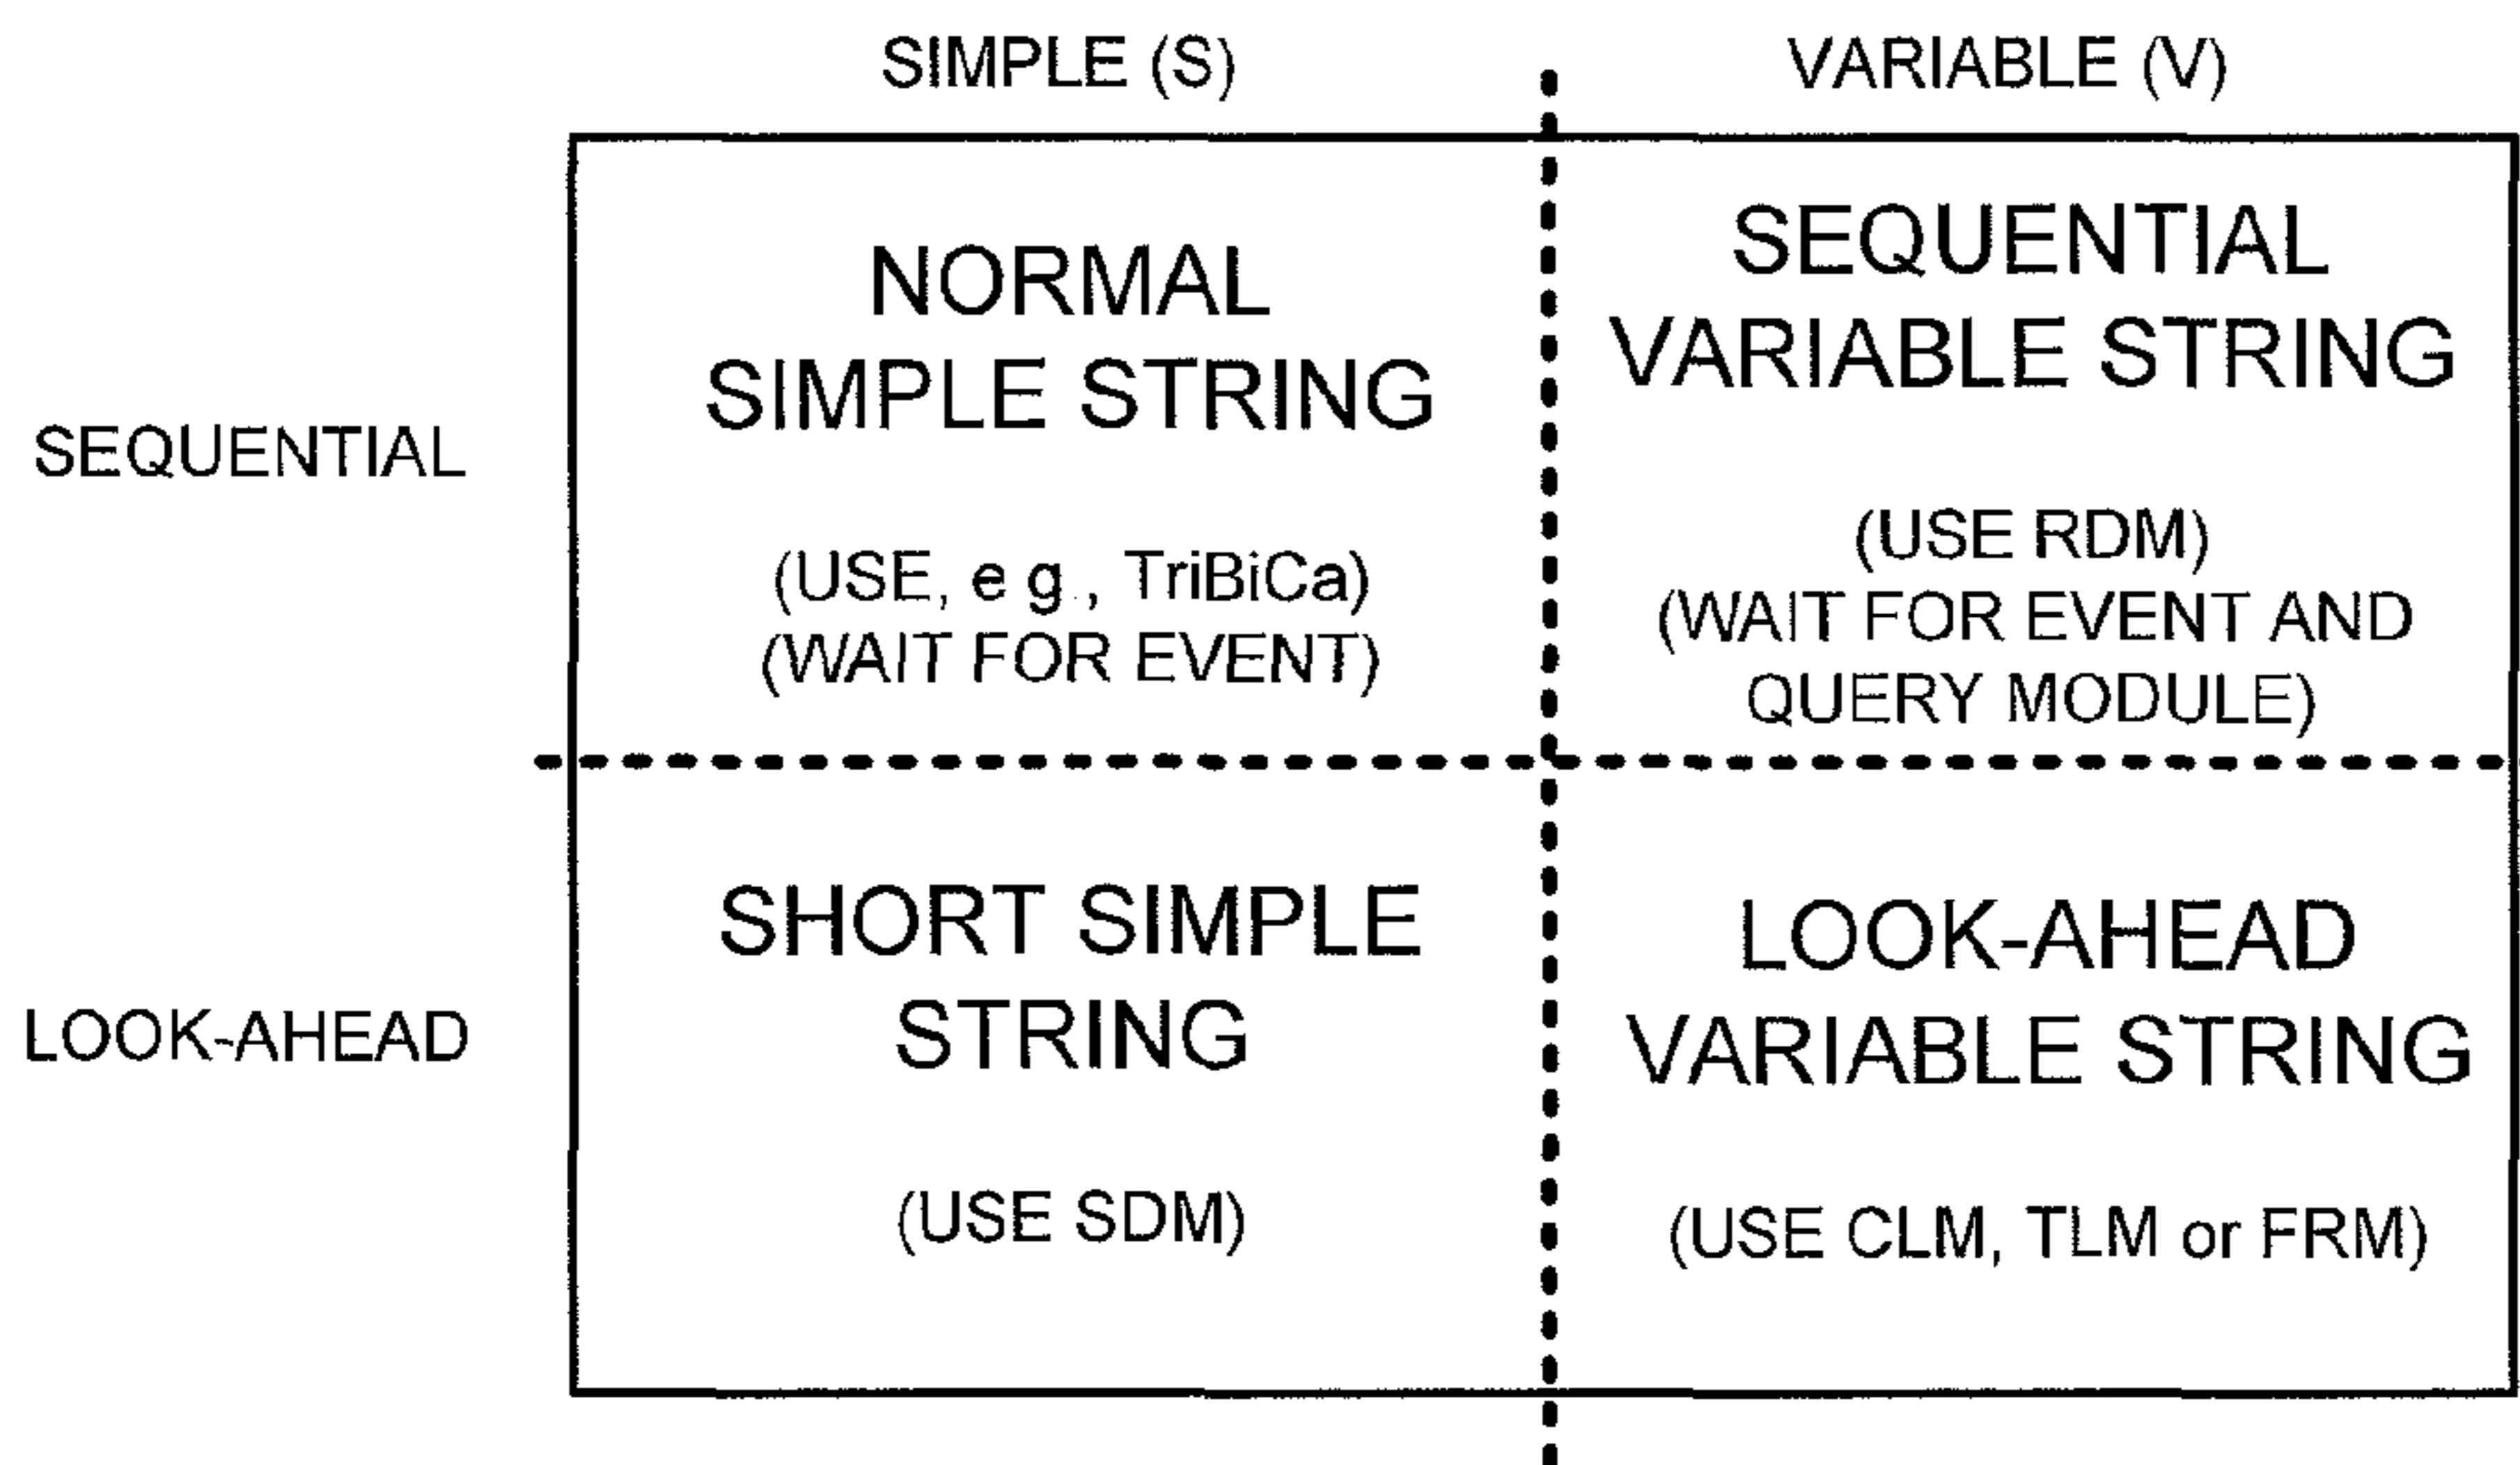 SIMPLE (S)
VARIABLE (V)
SEQUENTIAL
NORMAL
SIMPLE STRING
(USE, e g., TriBiCa)
(WAIT FOR EVENT)
SEQUENTIAL
VARIABLE STRING
(USE RDM)
(WAIT FOR EVENT AND
QUERY MODULE)
LOOK-AHEAD
SHORT SIMPLE
STRING
(USE SDM)
LOOK-AHEAD
VARIABLE STRING
(USE CLM, TLM or FRM)